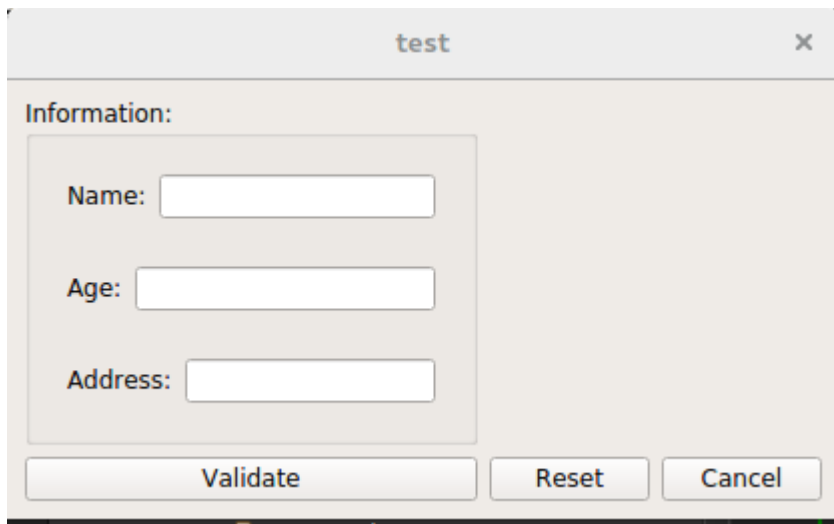 test
Information:
Name:
Age:
Address:
Validate Reset Cancel